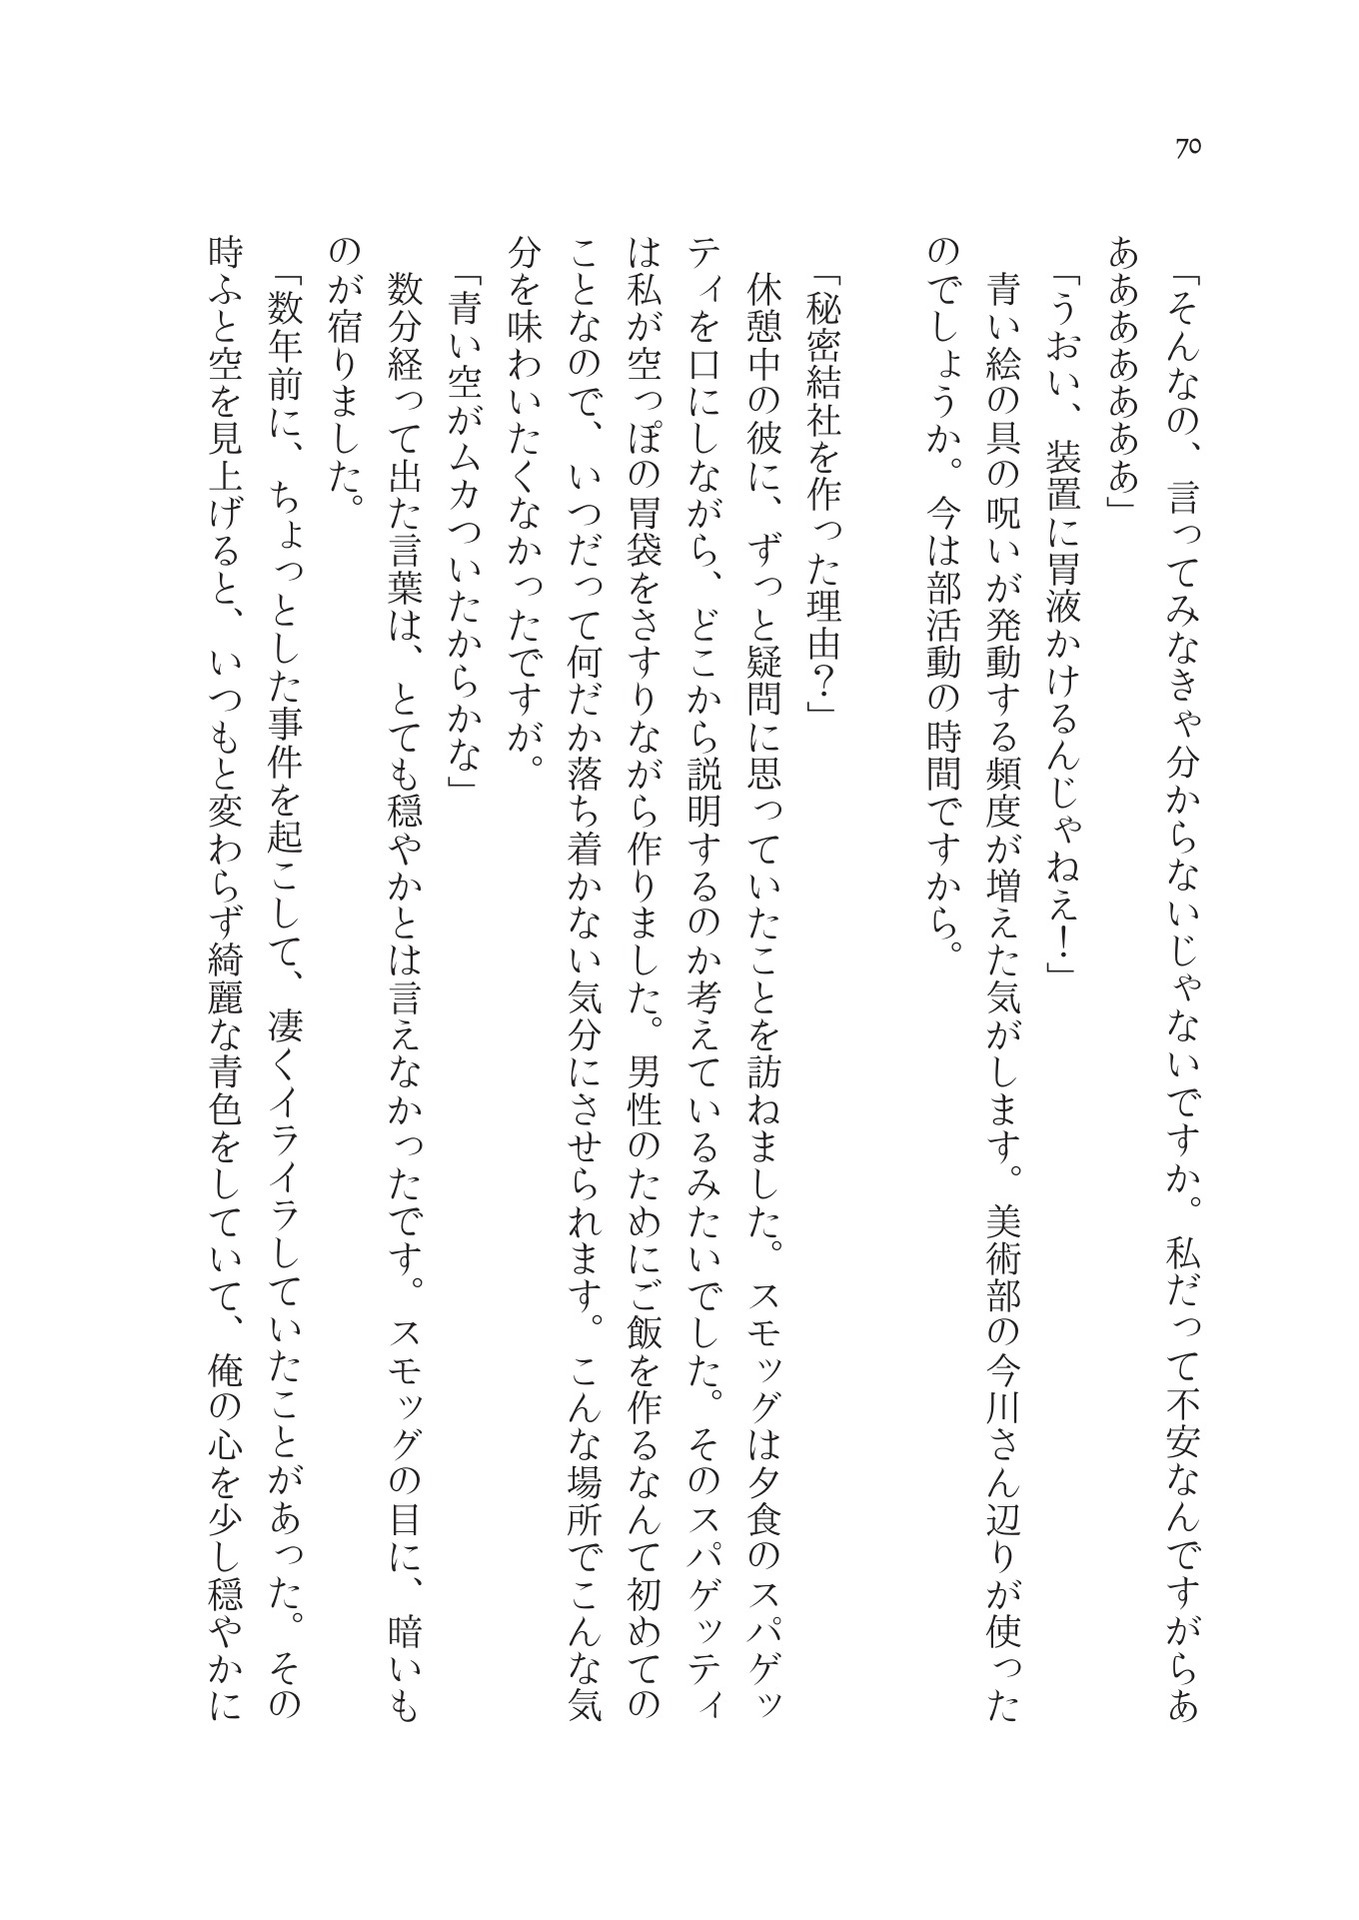 70
「そんなの、言ってみなきゃ分からないじゃないですか。私だって不安なんですがらあ
ああああああ」
「うおい、装置に胃液かけるんじゃねえ！」
青い絵の具の呪いが発動する頻度が増えた気がします。美術部の今川さん辺りが使った
のでしょうか。今は部活動の時間ですから。
「秘密結社を作った理由？」
休憩中の彼に、ずっと疑問に思っていたことを訪ねました。スモッグは夕食のスパゲッ
ティを口にしながら、どこから説明するのか考えているみたいでした。そのスパゲッティ
は私が空っぽの胃袋をさすりながら作りました。男性のためにご飯を作るなんて初めての
ことなので、いつだって何だか落ち着かない気分にさせられます。こんな場所でこんな気
分を味わいたくなかったですが。
「青い空がムカついたからかな」
数分経って出た言葉は、とても穏やかとは言えなかったです。スモッグの目に、暗いも
のが宿りました。
「数年前に、ちょっとした事件を起こして、凄くイライラしていたことがあった。その
時ふと空を見上げると、いつもと変わらず綺麗な青色をしていて、俺の心を少し穏やかに